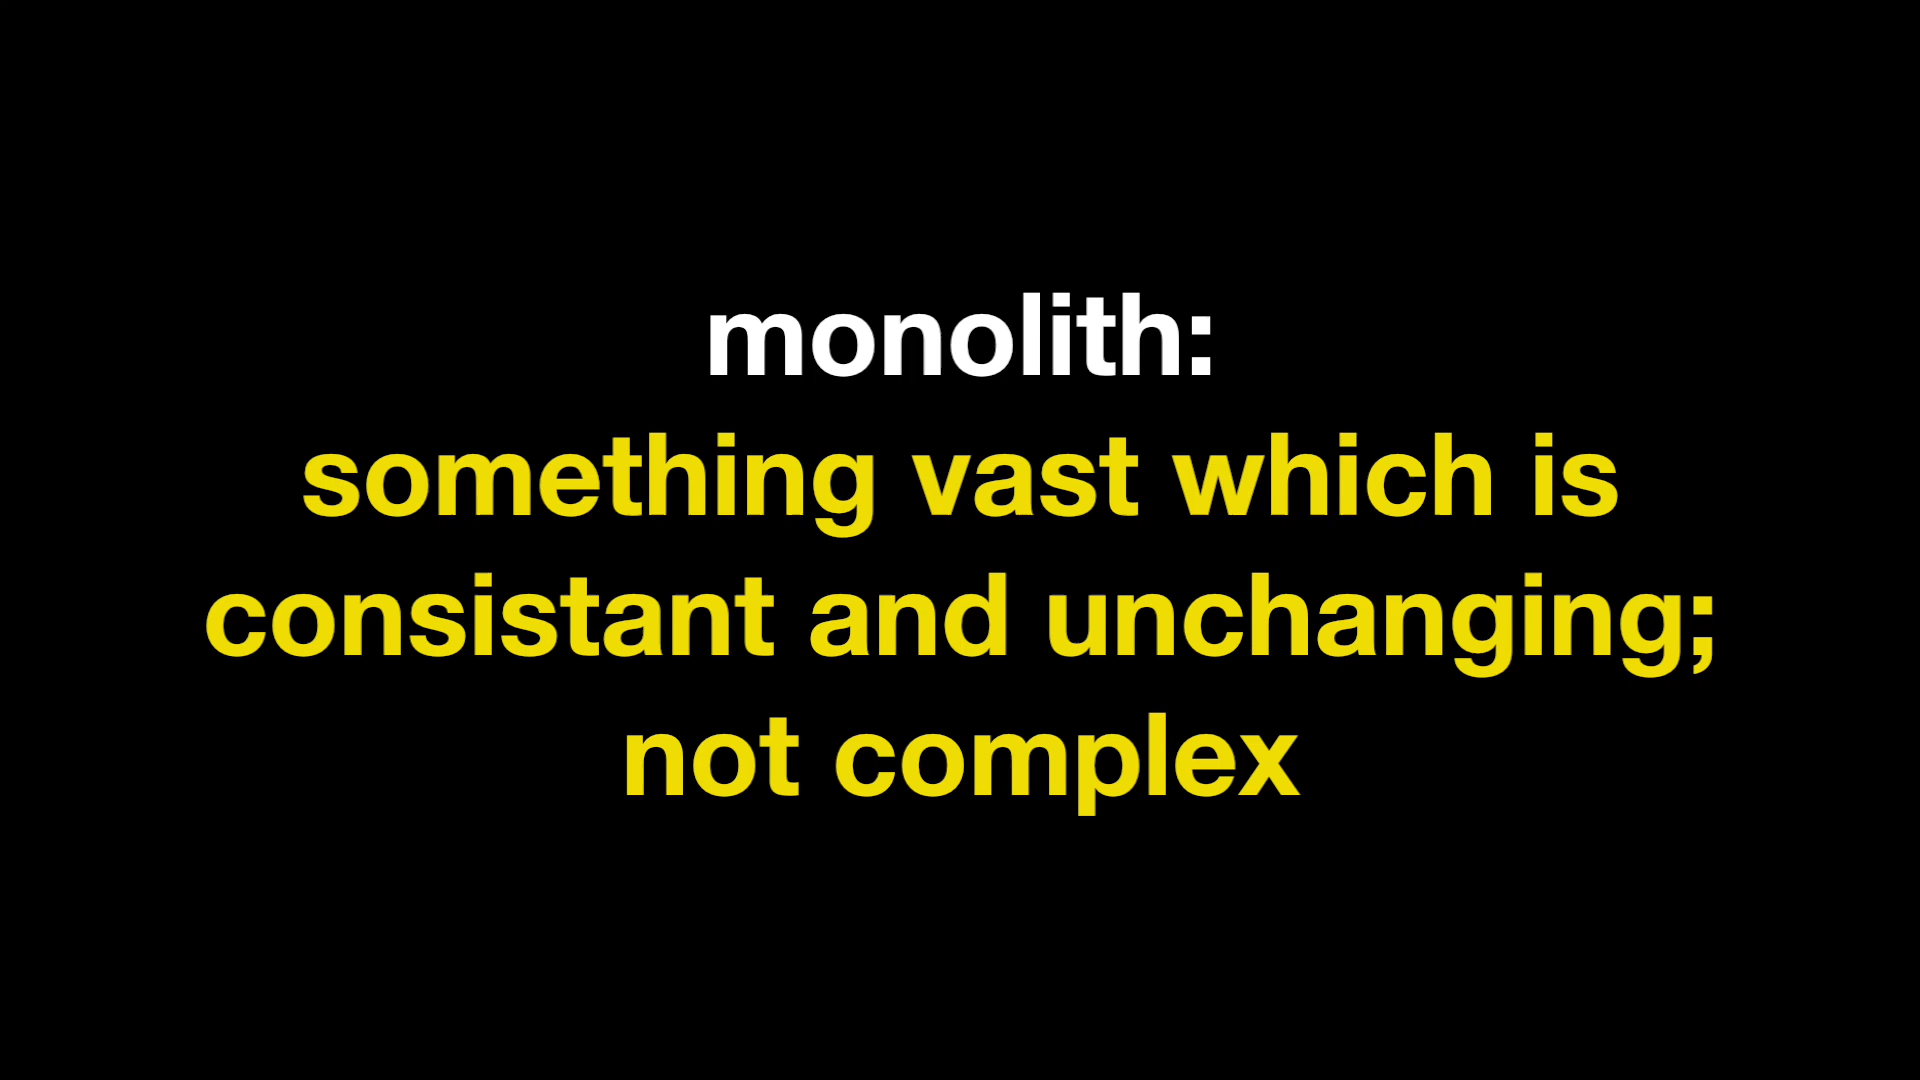 monolith:
something vast which is
consistant and unchanging;
not complex